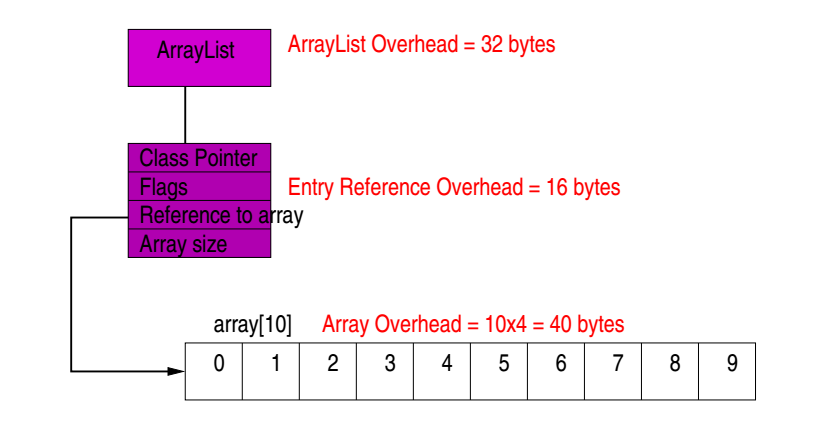 ArrayList
ArrayList Overhead = 32 bytes
Class Pointer
Flags
Entry Reference Overhead = 16 bytes
Reference to array
Array size
array[10]
Array Overhead = 10x4 = 40 bytes
0 1 2 3 4 5 6 7 8 9